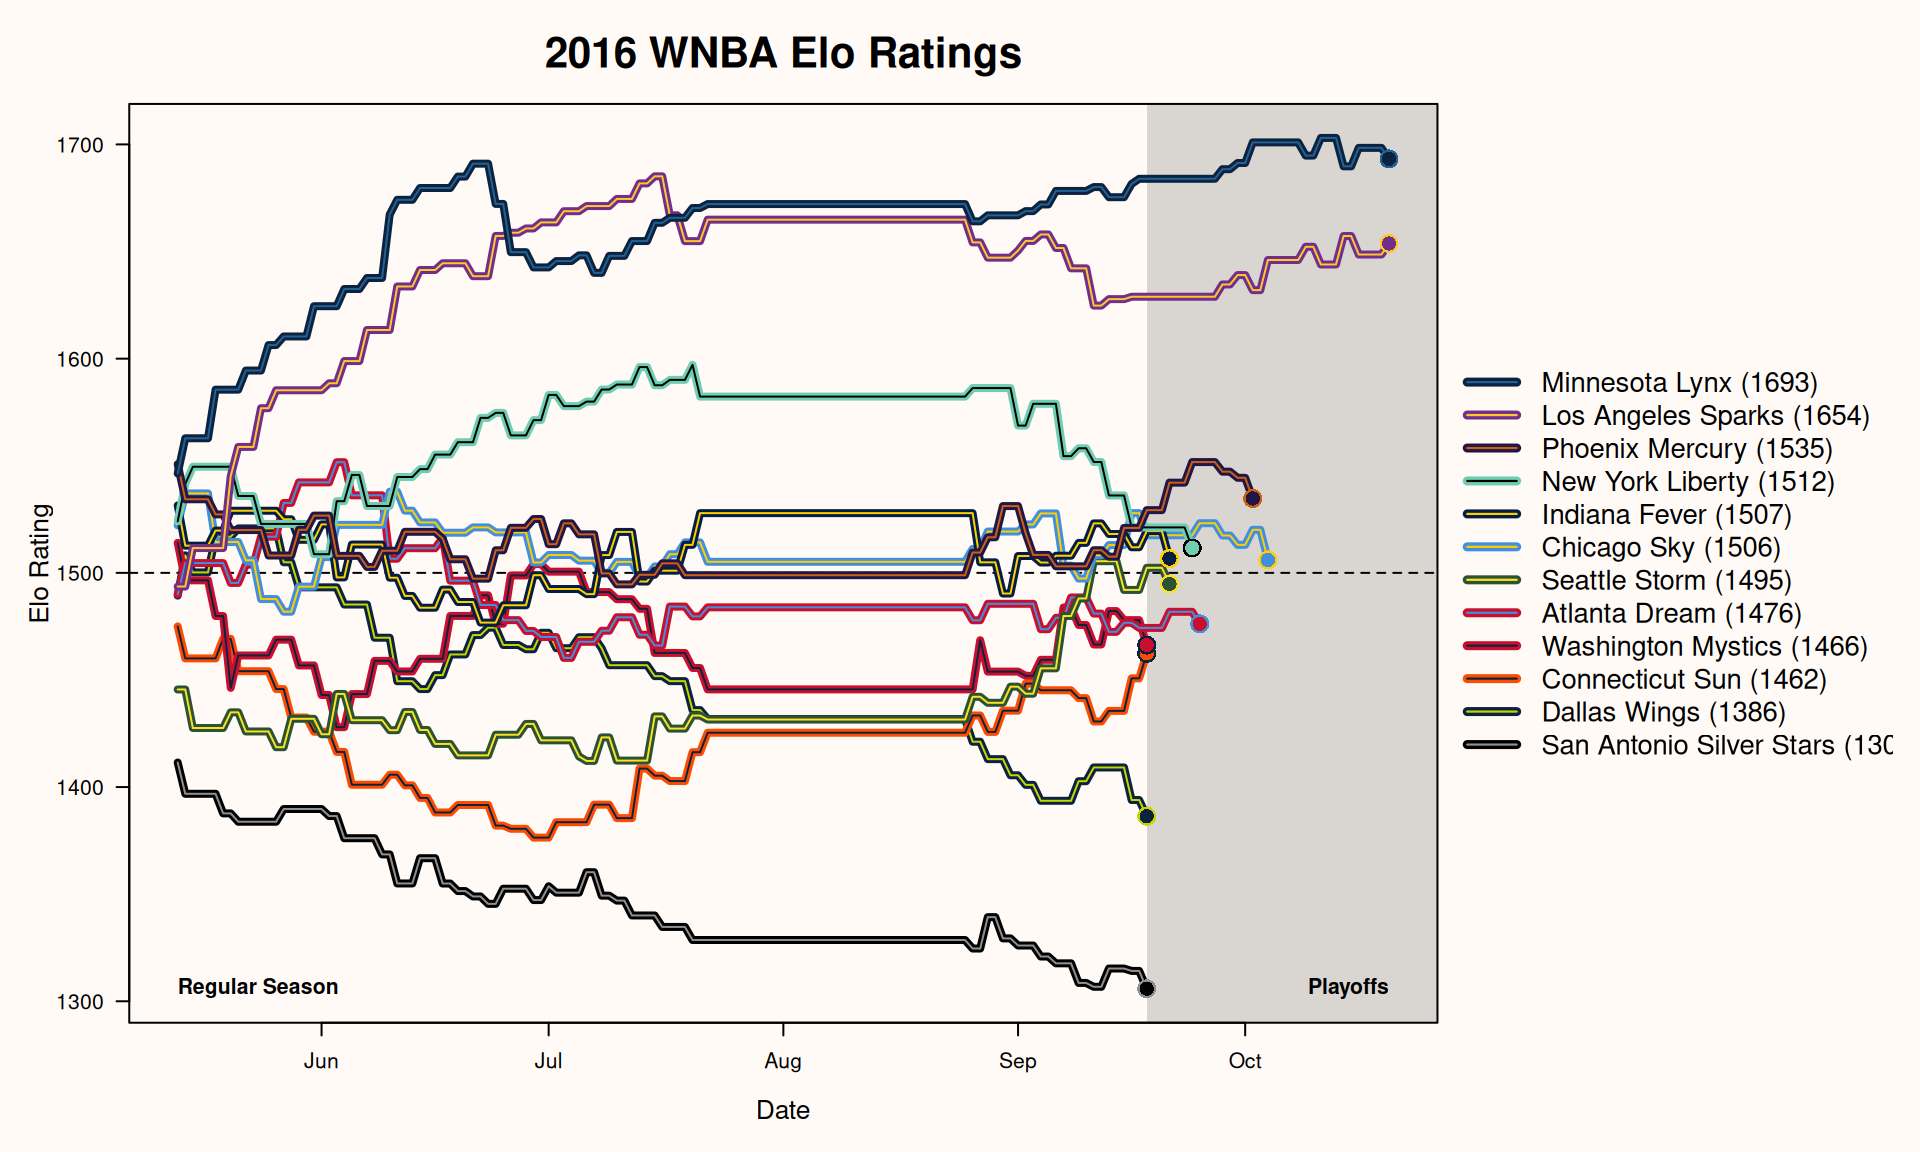 2016 WNBA Elo Ratings
1700
1600
1500
1400
1300
Elo Rating
Regular Season
Playoffs
Jun
Jul
Aug
Sep
Oct
Date
Minnesota Lynx (1693)
Los Angeles Sparks (1654)
Phoenix Mercury (1535)
New York Liberty (1512)
Indiana Fever (1507)
Chicago Sky (1506)
Seattle Storm (1495)
Atlanta Dream (1476)
Washington Mystics (1466)
Connecticut Sun (1462)
Dallas Wings (1386)
San Antonio Silver Stars (130